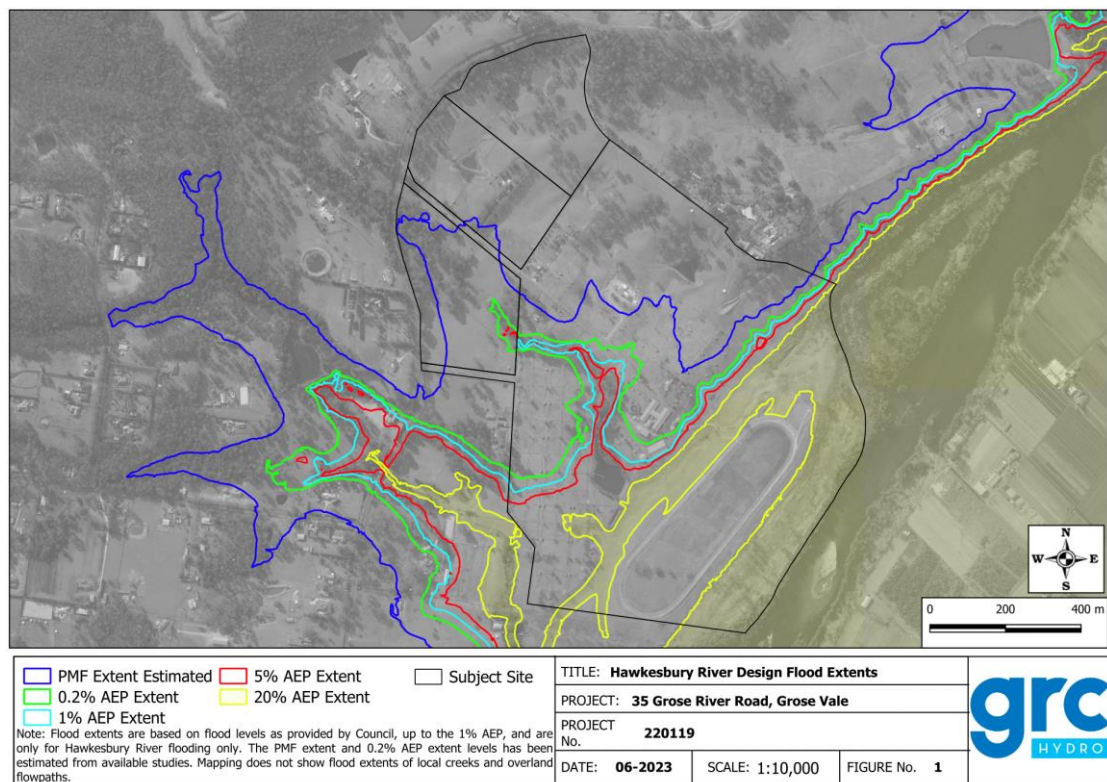 N
W E
S
0 200 400 m
PMF Extent Estimated
5% AEP Extent
Subject Site
0.2% AEP Extent
20% AEP Extent
1% AEP Extent
Note: Flood extents are based on flood levels as provided by Council, up to the 1% AEP, and are
only for Hawkesbury River flooding only. The PMF extent and 0.2% AEP extent levels has been
estimated from available studies. Mapping does not show flood extents of local creeks and overland
flowpaths.
TITLE: Hawkesbury River Design Flood Extents
PROJECT: 35 Grose River Road, Grose Vale
PROJECT
No. 220119
DATE: 06-2023 SCALE: 1:10,000 FIGURE No. 1
grc
HYDRO